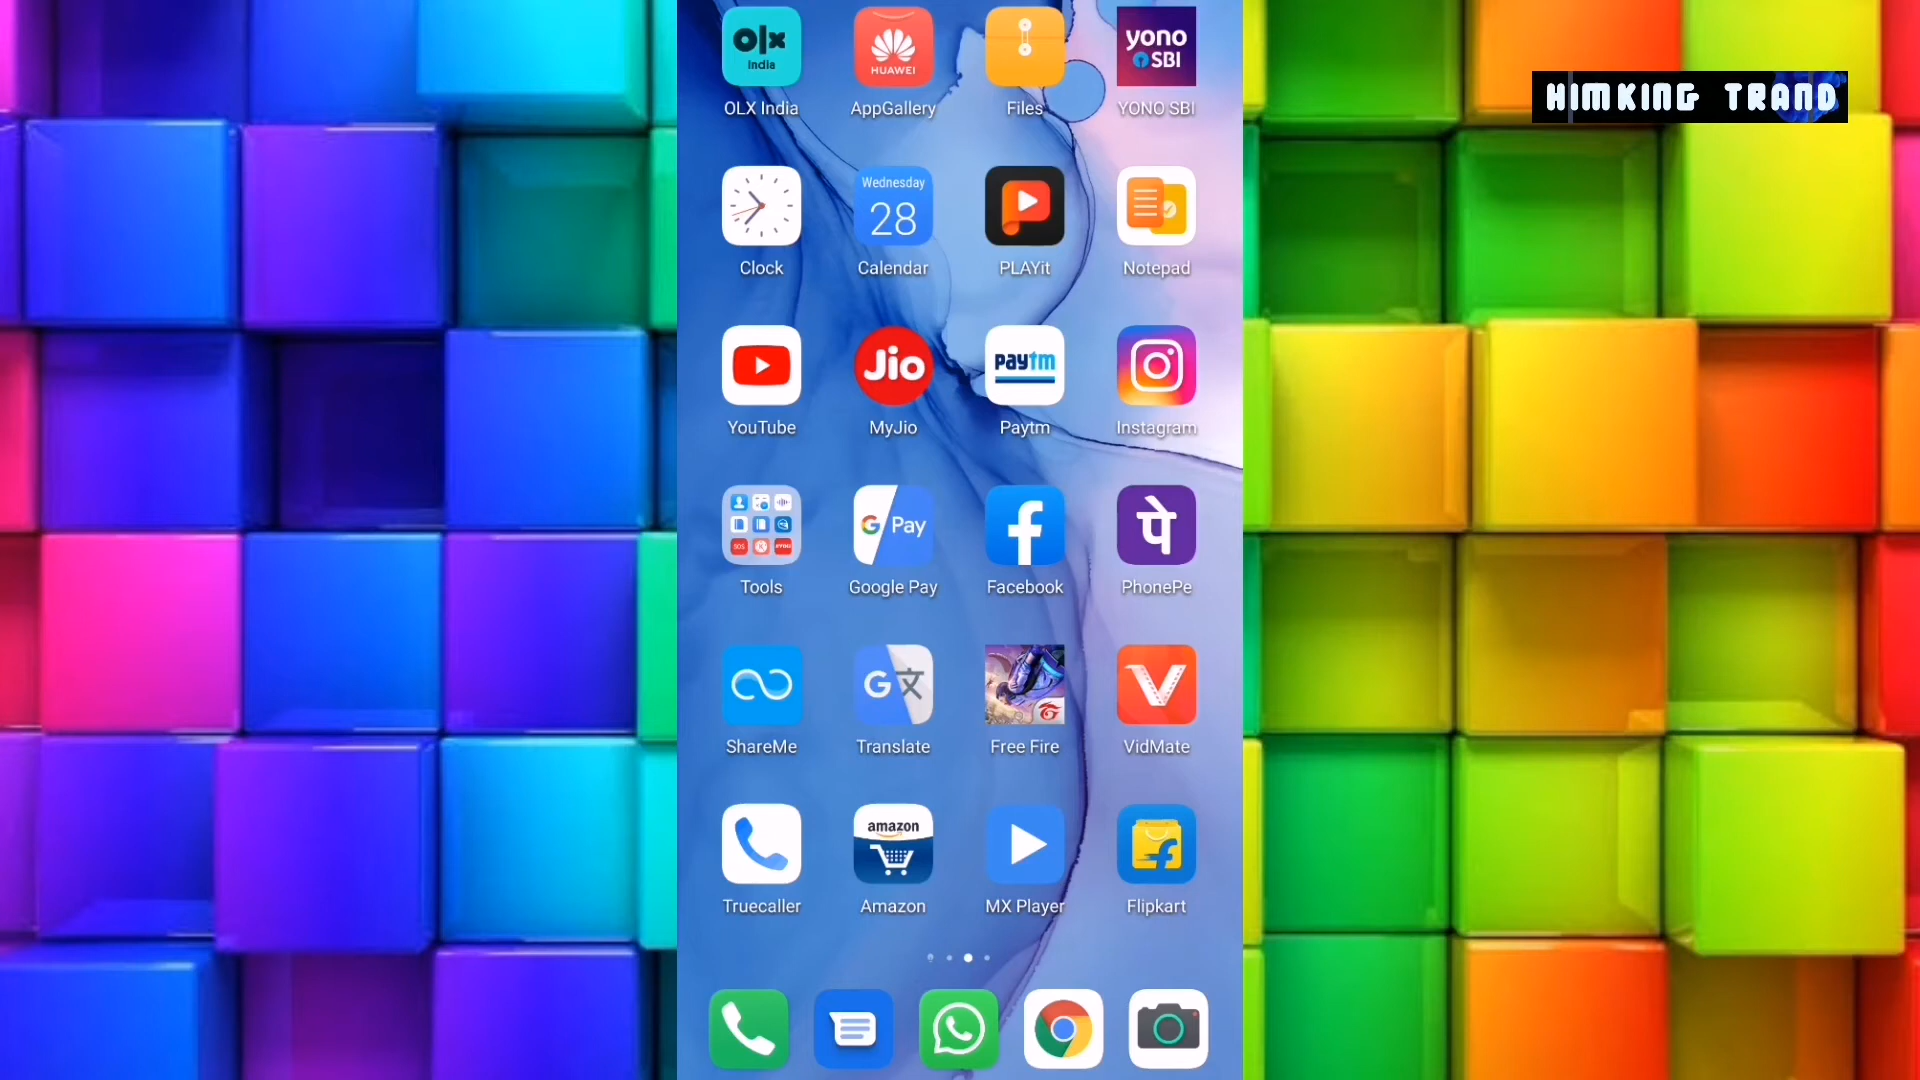 olx India
HUAWEI
yono SBI
HIMKING TRAND
OLX India
AppGallery
Files
YONO SBI
Wednesday
28
Clock
Calendar
PLAYit
Notepad
Jio
paytm
YouTube
MyJio
Paytm
Instagram
SOS
G Pay
पे
Tools
Google Pay
Facebook
PhonePe
G 文
ShareMe
Translate
Free Fire
VidMate
amazon
Truecaller
Amazon
MX Player
Flipkart